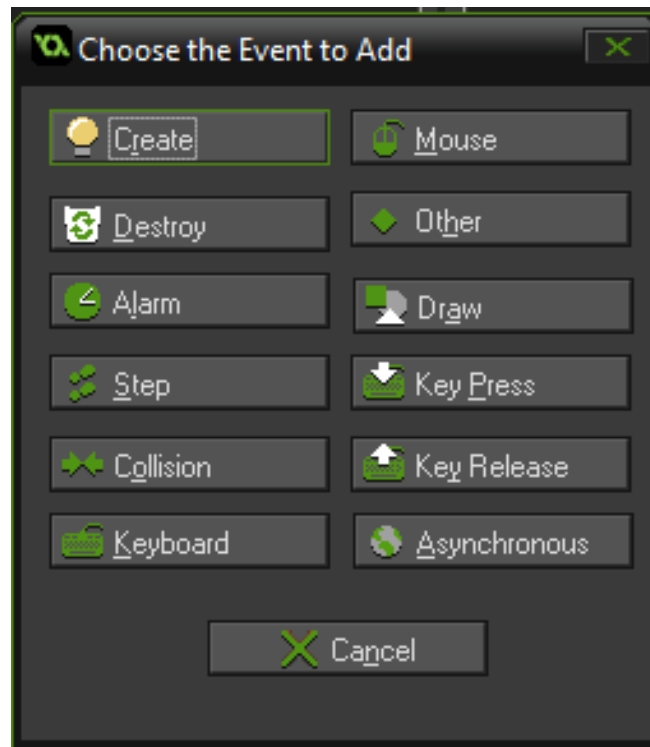 Choose the Event to Add
Create
Mouse
Destroy
Other
Alarm
Draw
Step
Key Press
Collision
Key Release
Keyboard
Asynchronous
Cancel